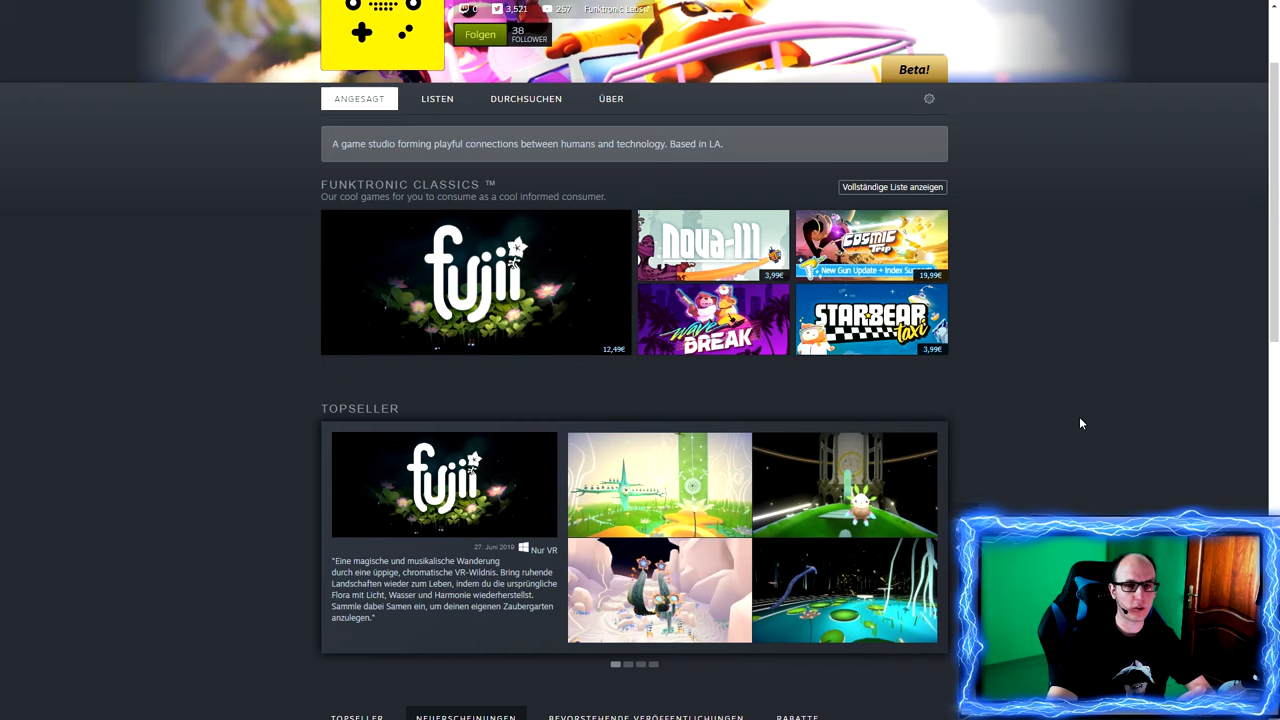 0 3,521 257 Funktronic Labs
Folgen 38
FOLLOWER
Beta!
ANGESAGT LISTEN DURCHSUCHEN ÜBER
A game studio forming playful connections between humans and technology. Based in LA.
FUNKTRONIC CLASSICS ™
Our cool games for you to consume as a cool informed consumer.
Vollständige Liste anzeigen
fujii
12,49€
Nova-111
3,99€
COSMIC
Trip
New Gun Update + Index
19,99€
wave
BREAK
STARBEAR
taxi
3,99€
TOPSELLER
fujii
27. Juni 2019 Nur VR
"Eine magische und musikalische Wanderung
durch eine üppige, chromatische VR-Wildnis. Bring ruhende
Landschaften wieder zum Leben, indem du die ursprüngliche
Flora mit Licht, Wasser und Harmonie wiederherstellst.
Sammle dabei Samen ein, um deinen eigenen Zaubergarten
anzulegen."
TOPSELLER NEUERSCHEINUNGEN BEVORSTEHENDE VERÖFFENTLICHUNGEN RABATTE